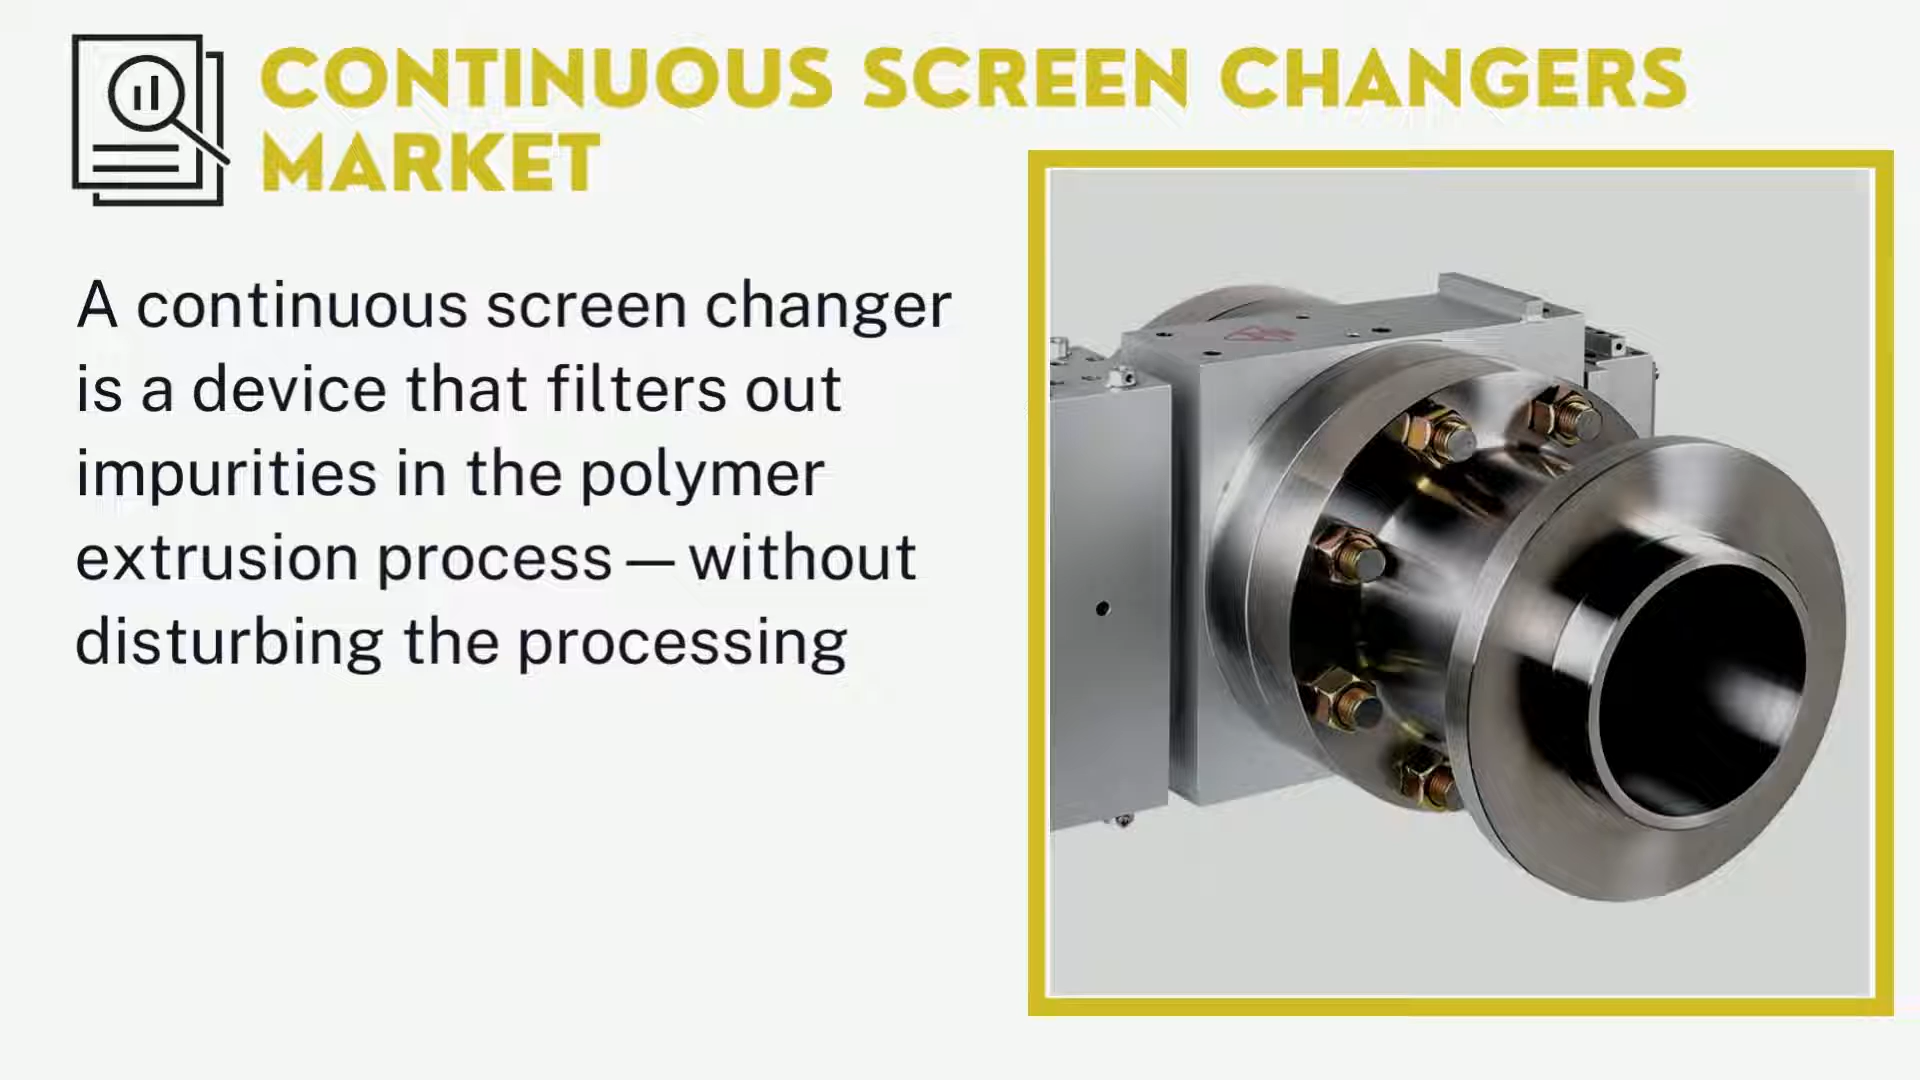 CONTINUOUS SCREEN CHANGERS
MARKET
A continuous screen changer
is a device that filters out
impurities in the polymer
extrusion process — without
disturbing the processing